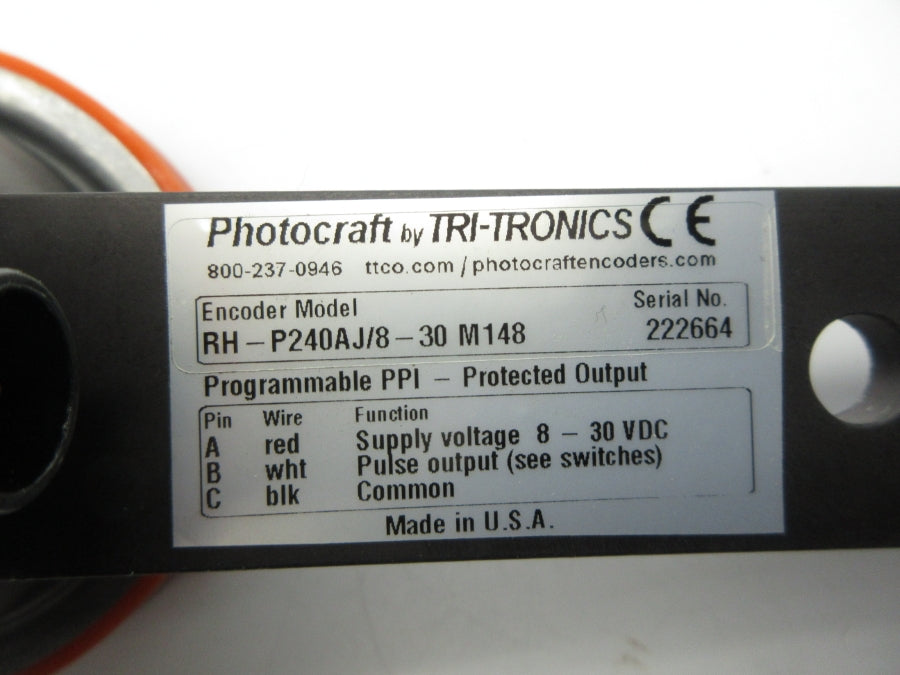 Photocraft by TRI-TRONICS CE
800-237-0946 ttco.com / photocraftencoders.com
Encoder Model Serial No.
RH – P240AJ/8 – 30 M148 222664
Programmable PPI – Protected Output
Pin Wire Function
A red Supply voltage 8 – 30 VDC
B wht Pulse output (see switches)
C blk Common
Made in U.S.A.